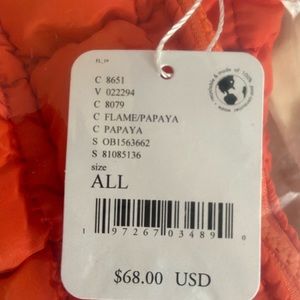 C 8651
V 022294
C 8079
C FLAME/PAPAYA
C PAPAYA
S OB1563662
S 81085136
size
ALL
1 97267 03489 0
$68.00 USD